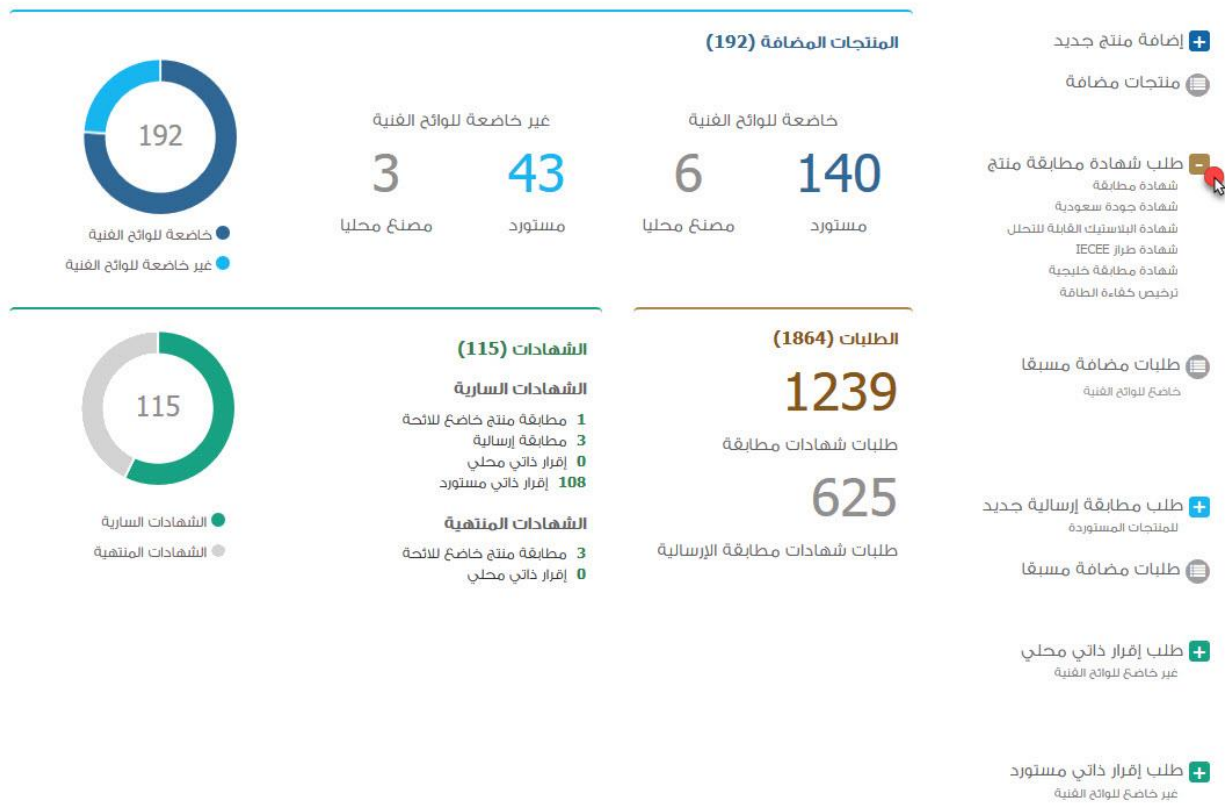 إضافة منتج جديد
منتجات مضافة
طلب شهادة مطابقة منتج
شهادة مطابقة
شهادة جودة سعودية
شهادة البلاستيك القابلة للتحلل
شهادة طراز IECEE
شهادة مطابقة خليجية
ترخيص كفاءة الطاقة
طلبات مضافة مسبقا
خاضع للوائح الفنية
طلب مطابقة إرسالية جديد
للمنتجات المستوردة
طلبات مضافة مسبقا
طلب إقرار ذاتي محلي
غير خاضع للوائح الفنية
طلب إقرار ذاتي مستورد
غير خاضع للوائح الفنية
المنتجات المضافة (192)
خاضعة للوائح الفنية
140
مستورد
6
مصنع محليا
غير خاضعة للوائح الفنية
43
مستورد
3
مصنع محليا
192
خاضعة للوائح الفنية
غير خاضعة للوائح الفنية
الطلبات (1864)
1239
طلبات شهادات مطابقة
625
طلبات شهادات مطابقة الإرسالية
الشهادات (115)
الشهادات السارية
1 مطابقة منتج خاضع للائحة
3 مطابقة إرسالية
0 إقرار ذاتي محلي
108 إقرار ذاتي مستورد
الشهادات المنتهية
3 مطابقة منتج خاضع للائحة
0 إقرار ذاتي محلي
115
الشهادات السارية
الشهادات المنتهية